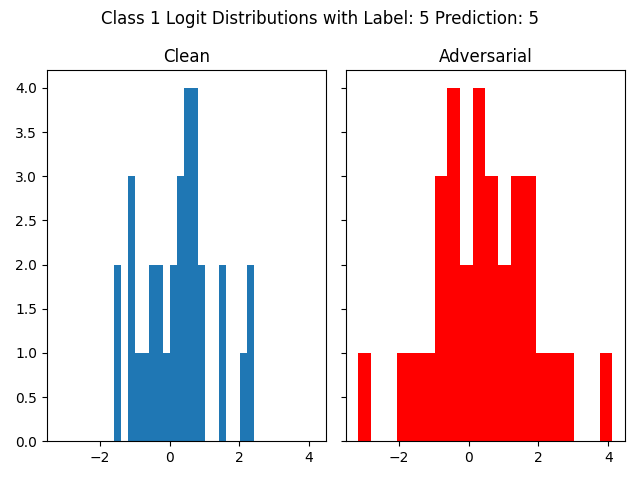 Class 1 Logit Distributions with Label: 5 Prediction: 5
Clean
Adversarial
4.0
3.5
3.0
2.5
2.0
1.5
1.0
0.5
0.0
−2 0 2 4
−2 0 2 4